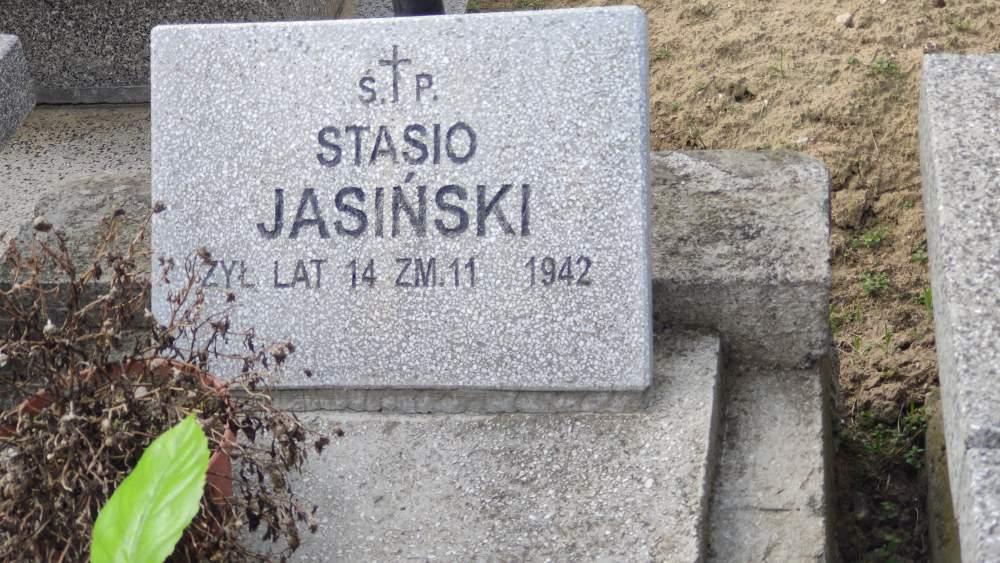 Ś. P.
STASIO
JASIŃSKI
ŻYŁ LAT 14 ZM.11 1942